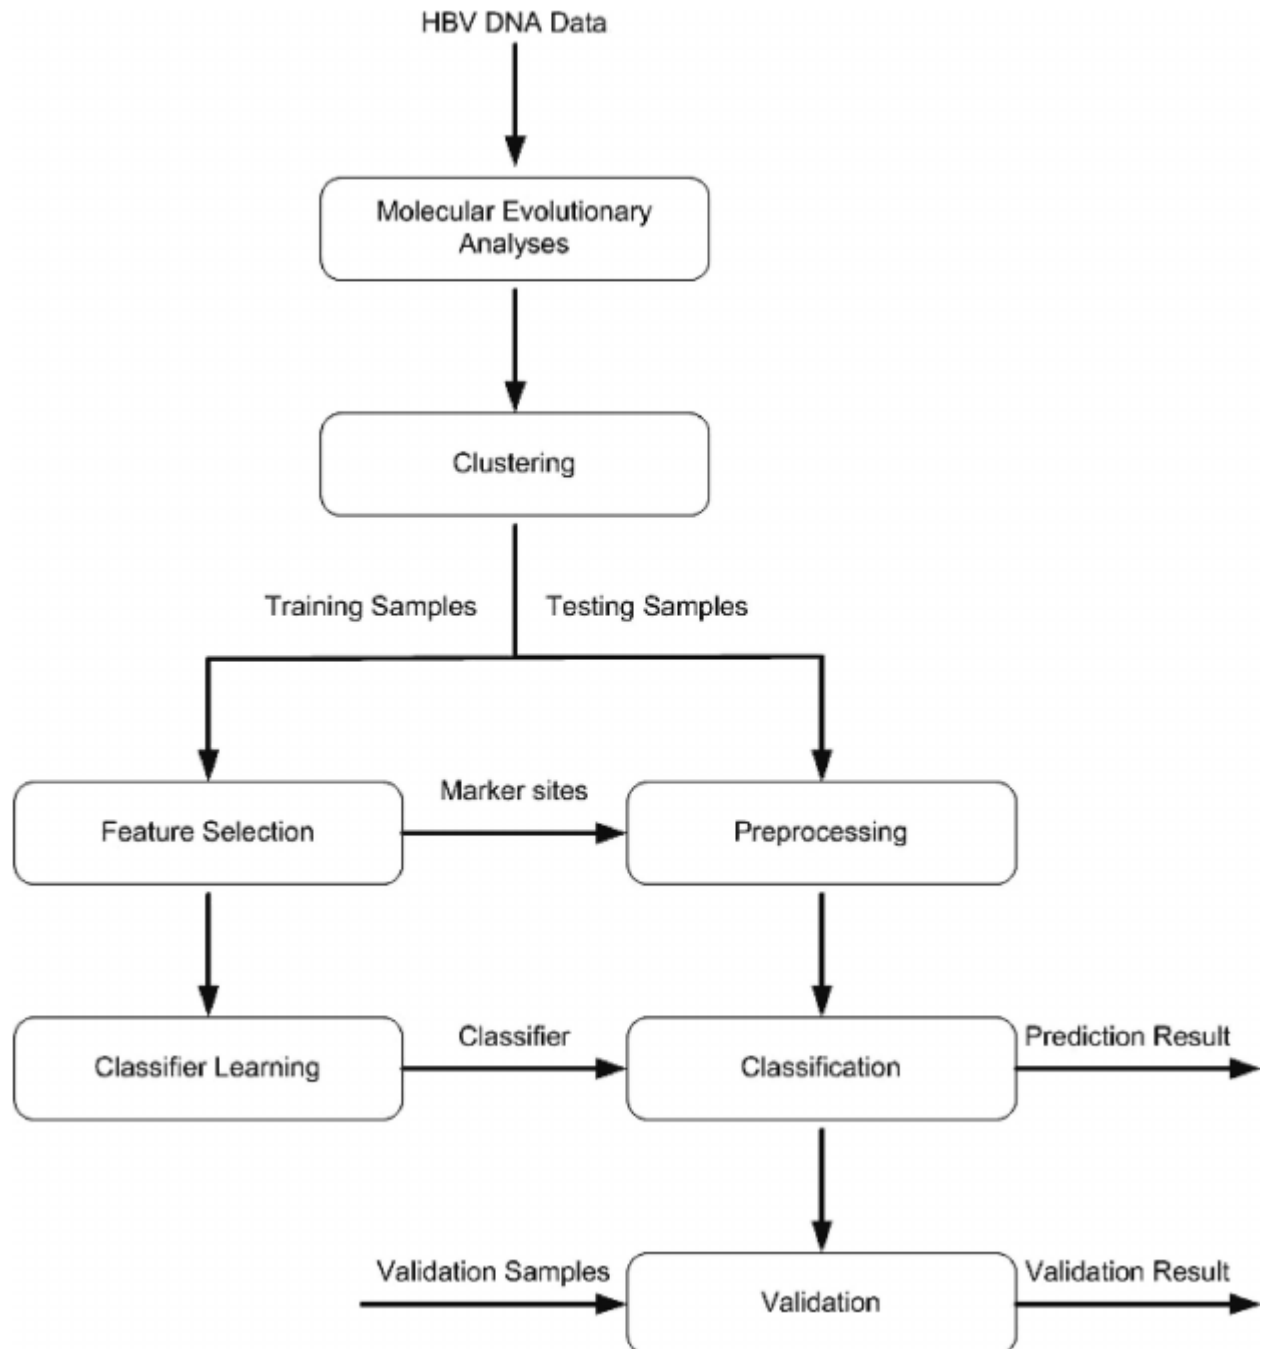 HBV DNA Data
Molecular Evolutionary
Analyses
Clustering
Training Samples
Testing Samples
Marker sites
Feature Selection
Preprocessing
Classifier
Prediction Result
Classifier Learning
Classification
Validation Samples
Validation Result
Validation